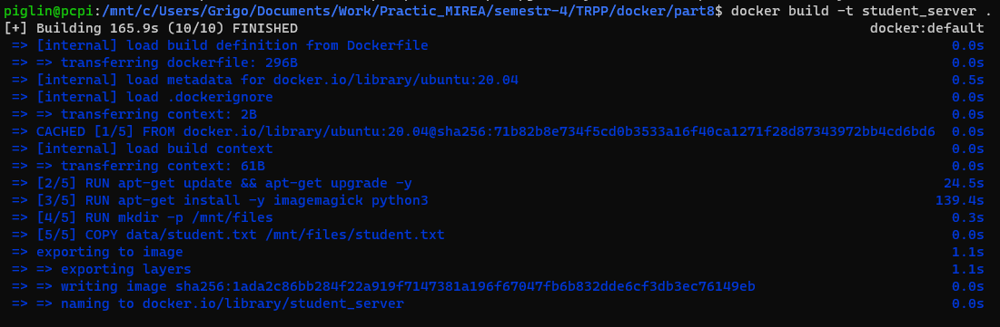 piglin@pcpi:/mnt/c/Users/Grigo/Documents/Work/Practic_MIREA/semestr-4/TRPP/docker/part8$ docker build -t student_server .
[+] Building 165.9s (10/10) FINISHED docker:default
=> [internal] load build definition from Dockerfile 0.0s
=> => transferring dockerfile: 296B 0.0s
=> [internal] load metadata for docker.io/library/ubuntu:20.04 0.5s
=> [internal] load .dockerignore 0.0s
=> => transferring context: 2B 0.0s
=> CACHED [1/5] FROM docker.io/library/ubuntu:20.04@sha256:71b82b8e734f5cd0b3533a16f40ca1271f28d87343972bb4cd6bd6 0.0s
=> [internal] load build context 0.0s
=> => transferring context: 61B 0.0s
=> [2/5] RUN apt-get update && apt-get upgrade -y 24.5s
=> [3/5] RUN apt-get install -y imagemagick python3 139.4s
=> [4/5] RUN mkdir -p /mnt/files 0.3s
=> [5/5] COPY data/student.txt /mnt/files/student.txt 0.0s
=> exporting to image 1.1s
=> => exporting layers 1.1s
=> => writing image sha256:1ada2c86bb284f22a919f7147381a196f67047fb6b832dde6cf3db3ec76149eb 0.0s
=> => naming to docker.io/library/student_server 0.0s